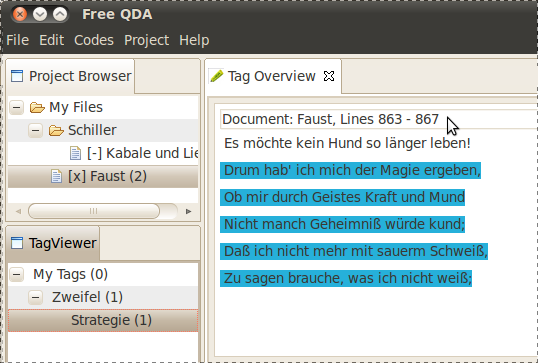 Free QDA
File Edit Codes Project Help
Project Browser
My Files
Schiller
[-] Kabale und Lie
[x] Faust (2)
TagViewer
My Tags (0)
Zweifel (1)
Strategie (1)
Tag Overview
Document: Faust, Lines 863 - 867
Es möchte kein Hund so länger leben!
Drum hab' ich mich der Magie ergeben,
Ob mir durch Geistes Kraft und Mund
Nicht manch Geheimniß würde kund;
Daß ich nicht mehr mit sauerm Schweiß,
Zu sagen brauche, was ich nicht weiß;